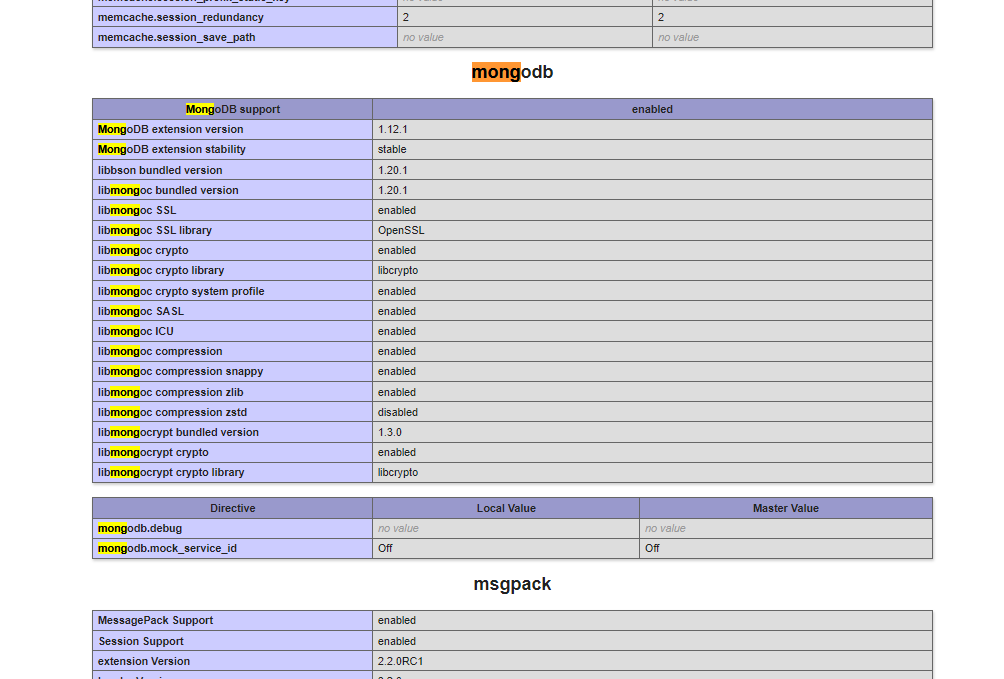 memcache.session_redundancy 2 2
memcache.session_save_path no value no value
mongodb
MongoDB support enabled
MongoDB extension version 1.12.1
MongoDB extension stability stable
libbson bundled version 1.20.1
libmongoc bundled version 1.20.1
libmongoc SSL enabled
libmongoc SSL library OpenSSL
libmongoc crypto enabled
libmongoc crypto library libcrypto
libmongoc crypto system profile enabled
libmongoc SASL enabled
libmongoc ICU enabled
libmongoc compression enabled
libmongoc compression snappy enabled
libmongoc compression zlib enabled
libmongoc compression zstd disabled
libmongocrypt bundled version 1.3.0
libmongocrypt crypto enabled
libmongocrypt crypto library libcrypto
Directive Local Value Master Value
mongodb.debug no value no value
mongodb.mock_service_id Off Off
msgpack
MessagePack Support enabled
Session Support enabled
extension Version 2.2.0RC1